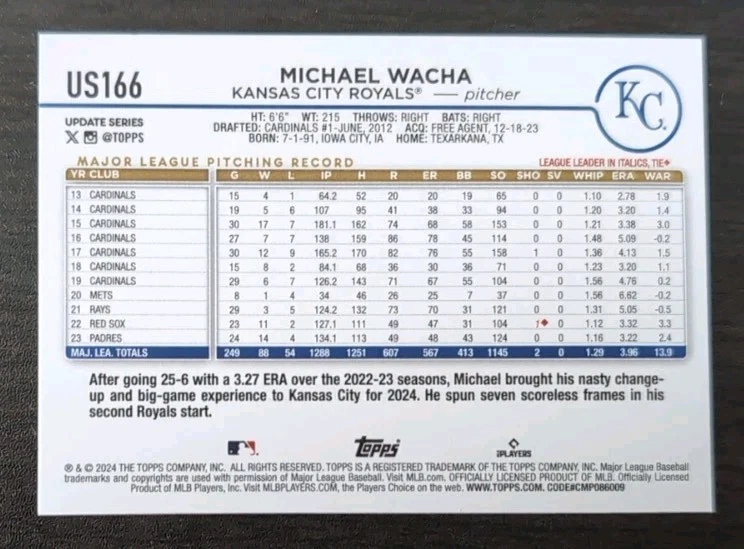 US166
MICHAEL WACHA
KANSAS CITY ROYALS® — pitcher
KC
UPDATE SERIES
X @TOPPS
HT: 6'6" WT: 215 THROWS: RIGHT BATS: RIGHT
DRAFTED: CARDINALS #1-JUNE, 2012 ACQ: FREE AGENT, 12-18-23
BORN: 7-1-91, IOWA CITY, IA HOME: TEXARKANA, TX
MAJOR LEAGUE PITCHING RECORD LEAGUE LEADER IN ITALICS, TIE♦
YR CLUB G W L IP H R ER BB SO SHO SV WHIP ERA WAR
13 CARDINALS 15 4 1 64.2 52 20 20 19 65 0 0 1.10 2.78 1.9
14 CARDINALS 19 5 6 107 95 41 38 33 94 0 0 1.20 3.20 1.4
15 CARDINALS 30 17 7 181.1 162 74 68 58 153 0 0 1.21 3.38 3.0
16 CARDINALS 27 7 7 138 159 86 78 45 114 0 0 1.48 5.09 -0.2
17 CARDINALS 30 12 9 165.2 170 82 76 55 158 1 0 1.36 4.13 1.5
18 CARDINALS 15 8 2 84.1 68 36 30 36 71 0 0 1.23 3.20 1.1
19 CARDINALS 29 6 7 126.2 143 71 67 55 104 0 0 1.56 4.76 0.2
20 METS 8 1 4 34 46 26 25 7 37 0 0 1.56 6.62 -0.2
21 RAYS 29 3 5 124.2 132 73 70 31 121 0 0 1.31 5.05 -0.5
22 RED SOX 23 11 2 127.1 111 49 47 31 104 1♦ 0 1.12 3.32 3.3
23 PADRES 24 14 4 134.1 113 49 48 43 124 0 0 1.16 3.22 2.4
MAJ. LEA. TOTALS 249 88 54 1288 1251 607 567 413 1145 2 0 1.29 3.96 13.9
After going 25-6 with a 3.27 ERA over the 2022-23 seasons, Michael brought his nasty change-
up and big-game experience to Kansas City for 2024. He spun seven scoreless frames in his
second Royals start.
Topps
PLAYERS
® & © 2024 THE TOPPS COMPANY, INC. ALL RIGHTS RESERVED. TOPPS IS A REGISTERED TRADEMARK OF THE TOPPS COMPANY, INC. Major League Baseball
trademarks and copyrights are used with permission of Major League Baseball. Visit MLB.com. OFFICIALLY LICENSED PRODUCT OF MLB. Officially Licensed
Product of MLB Players, Inc. Visit MLBPLAYERS.COM, the Players Choice on the web. WWW.TOPPS.COM. CODE#CMP086009